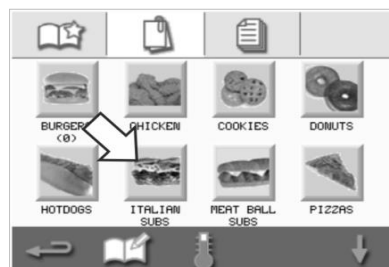 BURGERS CHICKEN COOKIES DONUTS
(0)
HOTDOGS ITALIAN MEAT BALL PIZZAS
SUBS SUBS